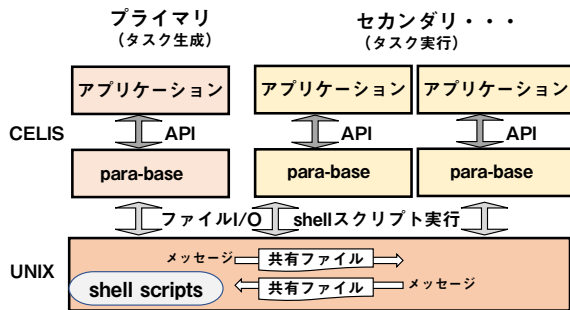 プライマリ
（タスク生成）
セカンダリ・・・
（タスク実行）
アプリケーション
アプリケーション
アプリケーション
CELIS
API
API
API
para-base
para-base
para-base
ファイルI/O
shellスクリプト実行
UNIX
メッセージ
共有ファイル
shell scripts
共有ファイル
メッセージ